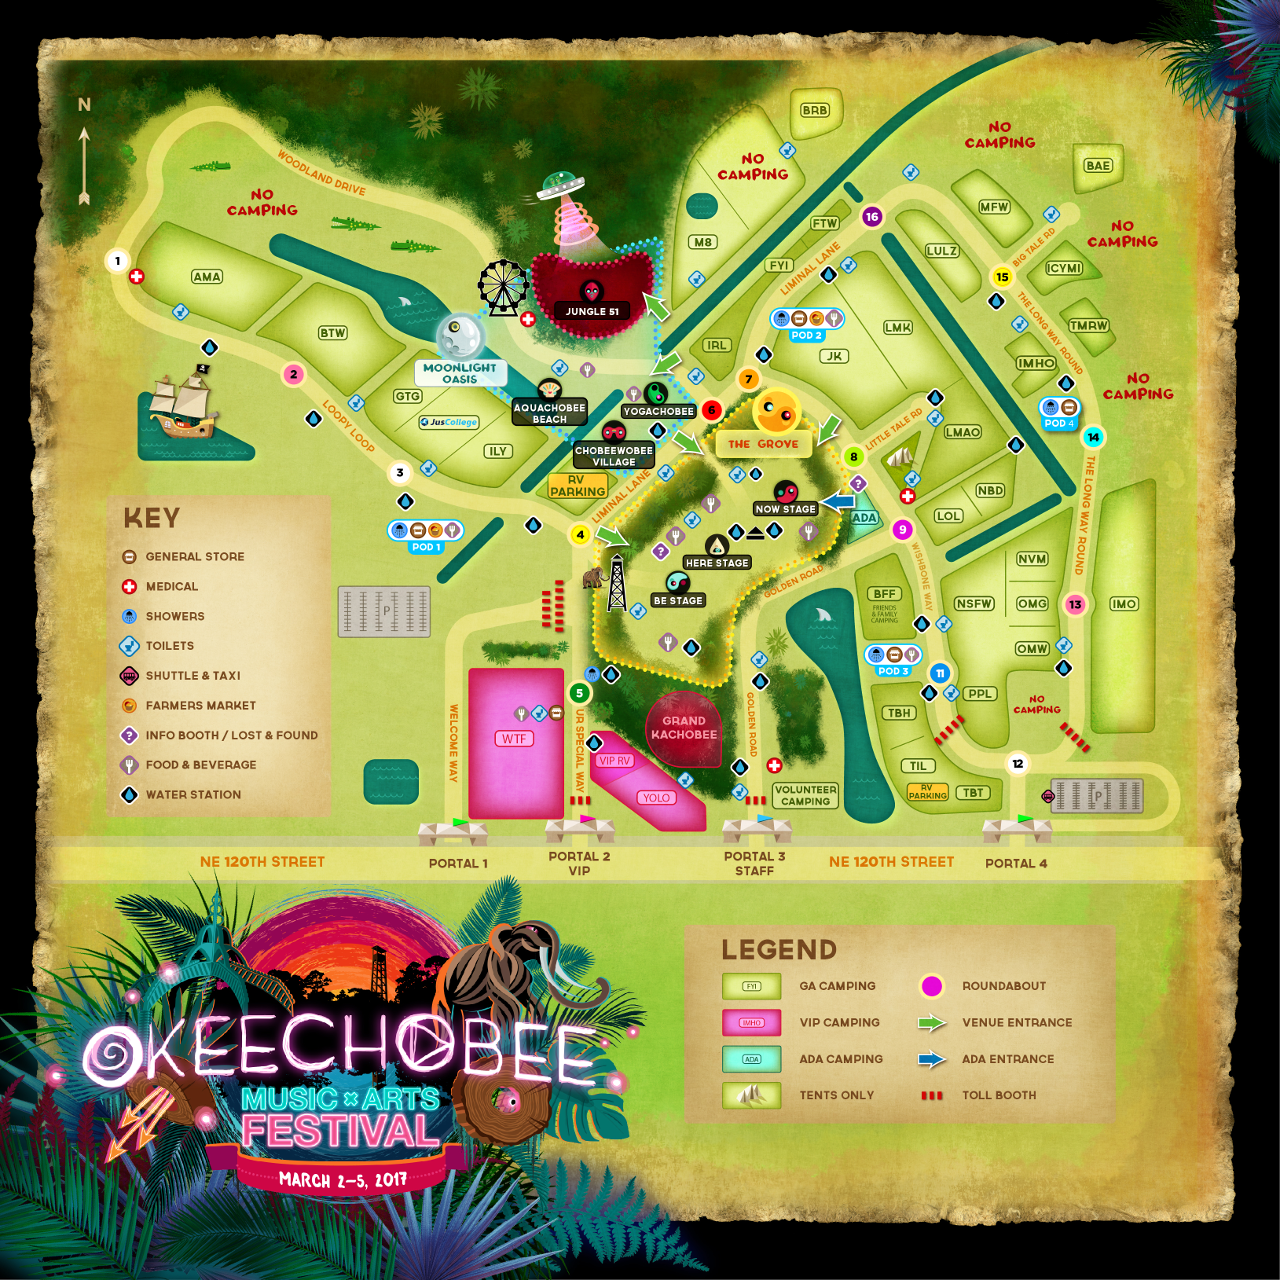 N
BRB
NO
CAMPING
NO
CAMPING
BAE
WOODLAND DRIVE
NO
CAMPING
MFW
16
FTW
BIG TALE RD
NO
CAMPING
M8
LULZ
1
AMA
FYI
LIMINAL LANE
15
ICYMI
JUNGLE 51
THE LONG WAY ROUND
TMRW
BTW
POD 2
LMK
IRL
JK
IMHO
MOONLIGHT
OASIS
2
7
NO
CAMPING
GTG
AQUACHOBEE
BEACH
YOGACHOBEE
6
POD 4
LOOPY LOOP
JusCollege
THE GROVE
LITTLE TALE RD
LMAO
14
ILY
CHOBEEWOBEE
VILLAGE
8
3
RV
PARKING
LIMINAL LANE
NOW STAGE
ADA
NBD
LOL
THE LONG WAY ROUND
POD 1
4
9
KEY
GENERAL STORE
MEDICAL
SHOWERS
TOILETS
SHUTTLE & TAXI
FARMERS MARKET
INFO BOOTH / LOST & FOUND
FOOD & BEVERAGE
WATER STATION
HERE STAGE
BE STAGE
GOLDEN ROAD
WISHBONE WAY
NVM
P
BFF
FRIENDS
& FAMILY
CAMPING
NSFW
OMG
13
IMO
OMW
POD 3
11
5
PPL
NO
CAMPING
WELCOME WAY
WTF
UR SPECIAL WAY
GRAND
KACHOBEE
GOLDEN ROAD
TBH
VIP RV
YOLO
VOLUNTEER
CAMPING
TIL
12
RV
PARKING
TBT
P
NE 120TH STREET
PORTAL 1
PORTAL 2
VIP
PORTAL 3
STAFF
NE 120TH STREET
PORTAL 4
OKEECHOBEE
MUSIC × ARTS
FESTIVAL
MARCH 2–5, 2017
LEGEND
FYI
GA CAMPING
ROUNDABOUT
IMHO
VIP CAMPING
VENUE ENTRANCE
ADA
ADA CAMPING
ADA ENTRANCE
TENTS ONLY
TOLL BOOTH